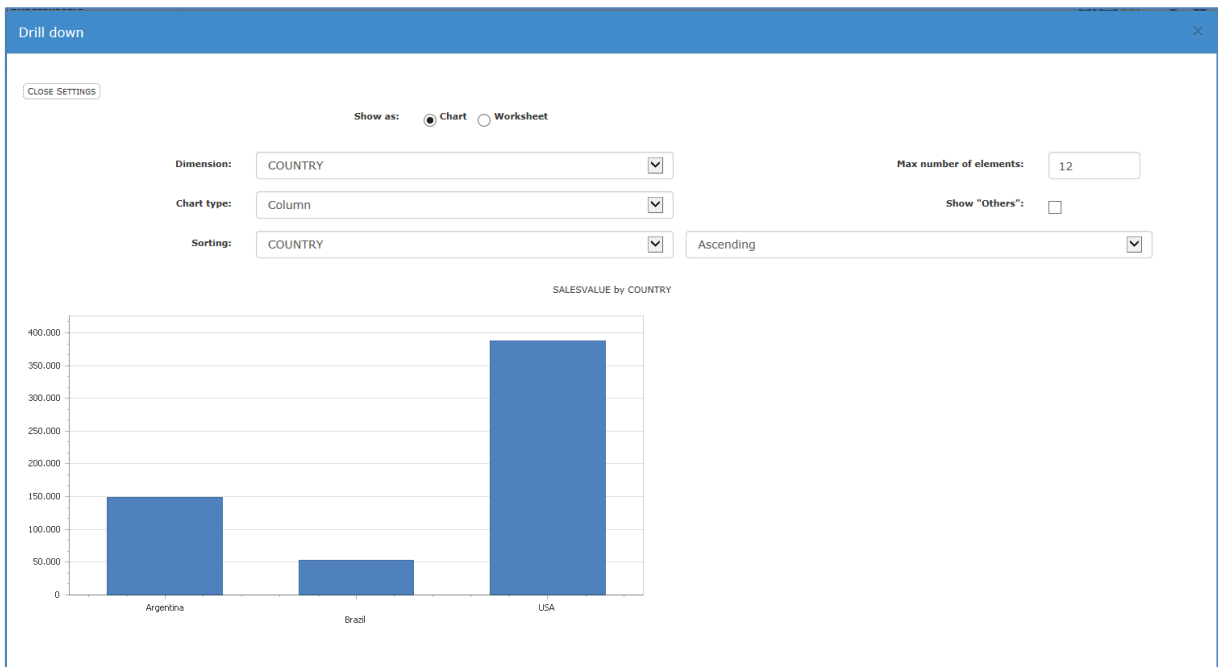 Drill down
×
CLOSE SETTINGS
Show as: Chart Worksheet
Dimension: COUNTRY Max number of elements: 12
Chart type: Column Show "Others":
Sorting: COUNTRY Ascending
SALESVALUE by COUNTRY
400.000
350.000
300.000
250.000
200.000
150.000
100.000
50.000
0
Argentina
Brazil
USA